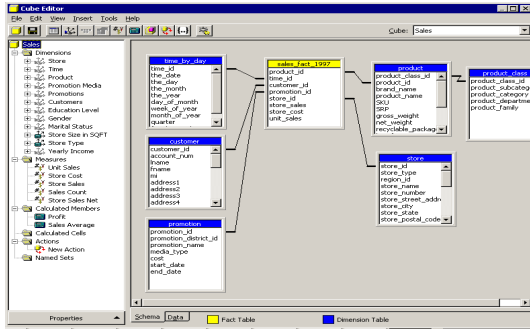 Cube Editor
File Edit View Insert Tools Help
Cube: Sales
Sales
Dimensions
Store
Time
Product
Promotion Media
Promotions
Customers
Education Level
Gender
Marital Status
Store Size in SQFT
Store Type
Yearly Income
Measures
Unit Sales
Store Cost
Store Sales
Sales Count
Store Sales Net
Calculated Members
Profit
Sales Average
Calculated Cells
Actions
New Action
Named Sets
Properties
time_by_day
time_id
the_date
the_day
the_month
the_year
day_of_month
week_of_year
month_of_year
quarter
customer
customer_id
account_num
lname
fname
mi
address1
address2
address3
address4
promotion
promotion_id
promotion_district_id
promotion_name
media_type
cost
start_date
end_date
sales_fact_1997
product_id
time_id
customer_id
promotion_id
store_id
store_sales
store_cost
unit_sales
product
product_class_id
product_id
brand_name
product_name
SKU
SRP
gross_weight
net_weight
recyclable_packag
store
store_id
store_type
region_id
store_name
store_number
store_street_addre
store_city
store_state
store_postal_code
product_class
product_class_id
product_subcatego
product_category
product_departme
product_family
Schema Data
Fact Table
Dimension Table